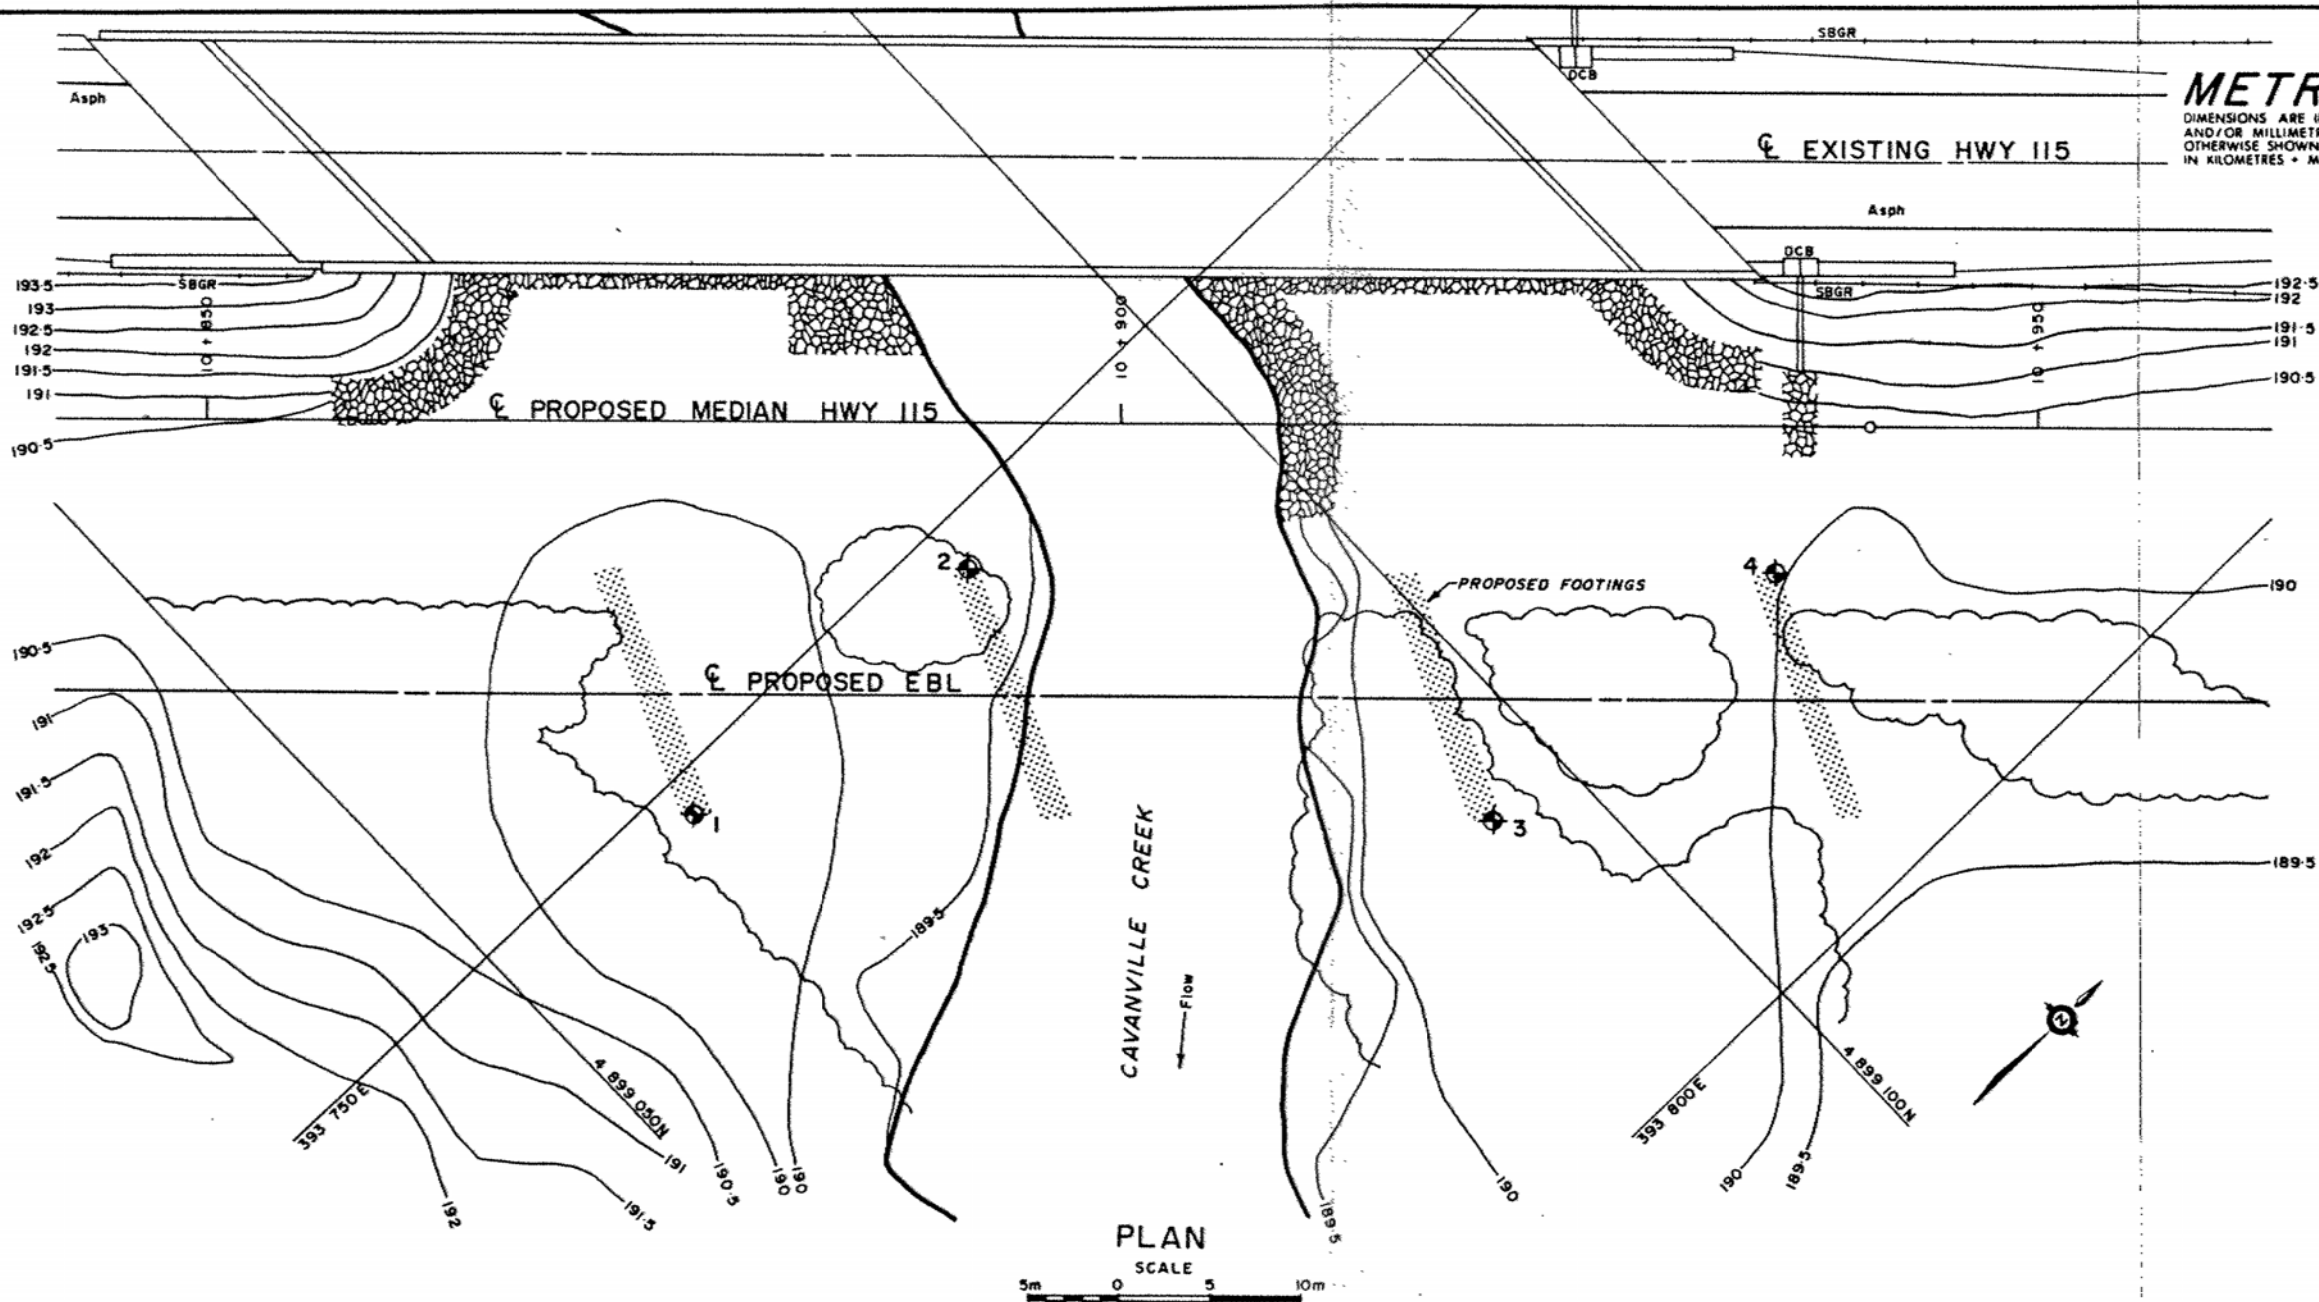 SBGR
DCB
METR
DIMENSIONS ARE I
AND/OR MILLIMETR
OTHERWISE SHOWN
IN KILOMETRES + M
Asph
℄ EXISTING HWY 115
Asph
DCB
SBGR
SBGR
193·5
193
192·5
192
191·5
191
190·5
10 + 850
10 + 900
10 + 950
192·5
192
191·5
191
190·5
℄ PROPOSED MEDIAN HWY 115
2
4
PROPOSED FOOTINGS
190
190·5
℄ PROPOSED EBL
191
191·5
192
192·5
192·5
193
1
3
189·5
189·5
CAVANVILLE CREEK
Flow
N
393 750 E
4 899 050 N
393 800 E
4 899 100 N
192
191·5
191
190·5
190
190
189·5
190
190
189·5
PLAN
SCALE
5m 0 5 10m